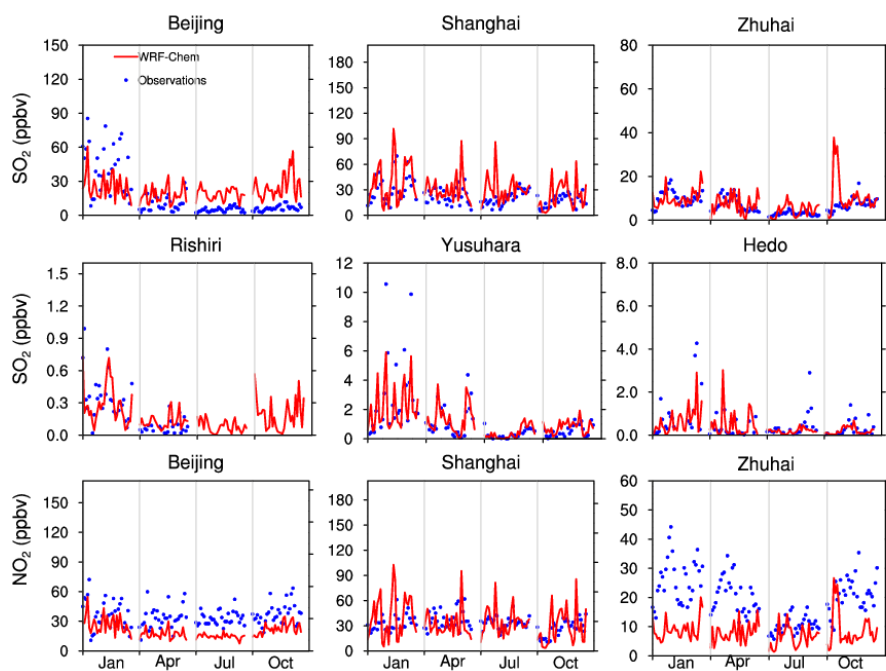 Beijing Shanghai Zhuhai
SO₂ (ppbv)
150 120 90 60 30 0
WRF-Chem
Observations
180 150 120 90 60 30 0
80 60 40 20 0
Rishiri Yusuhara Hedo
SO₂ (ppbv)
1.5 1.2 0.9 0.6 0.3 0.0
12 10 8 6 4 2 0
8.0 6.0 4.0 2.0 0.0
Beijing Shanghai Zhuhai
NO₂ (ppbv)
150 120 90 60 30 0
180 150 120 90 60 30 0
60 50 40 30 20 10 0
Jan Apr Jul Oct Jan Apr Jul Oct Jan Apr Jul Oct